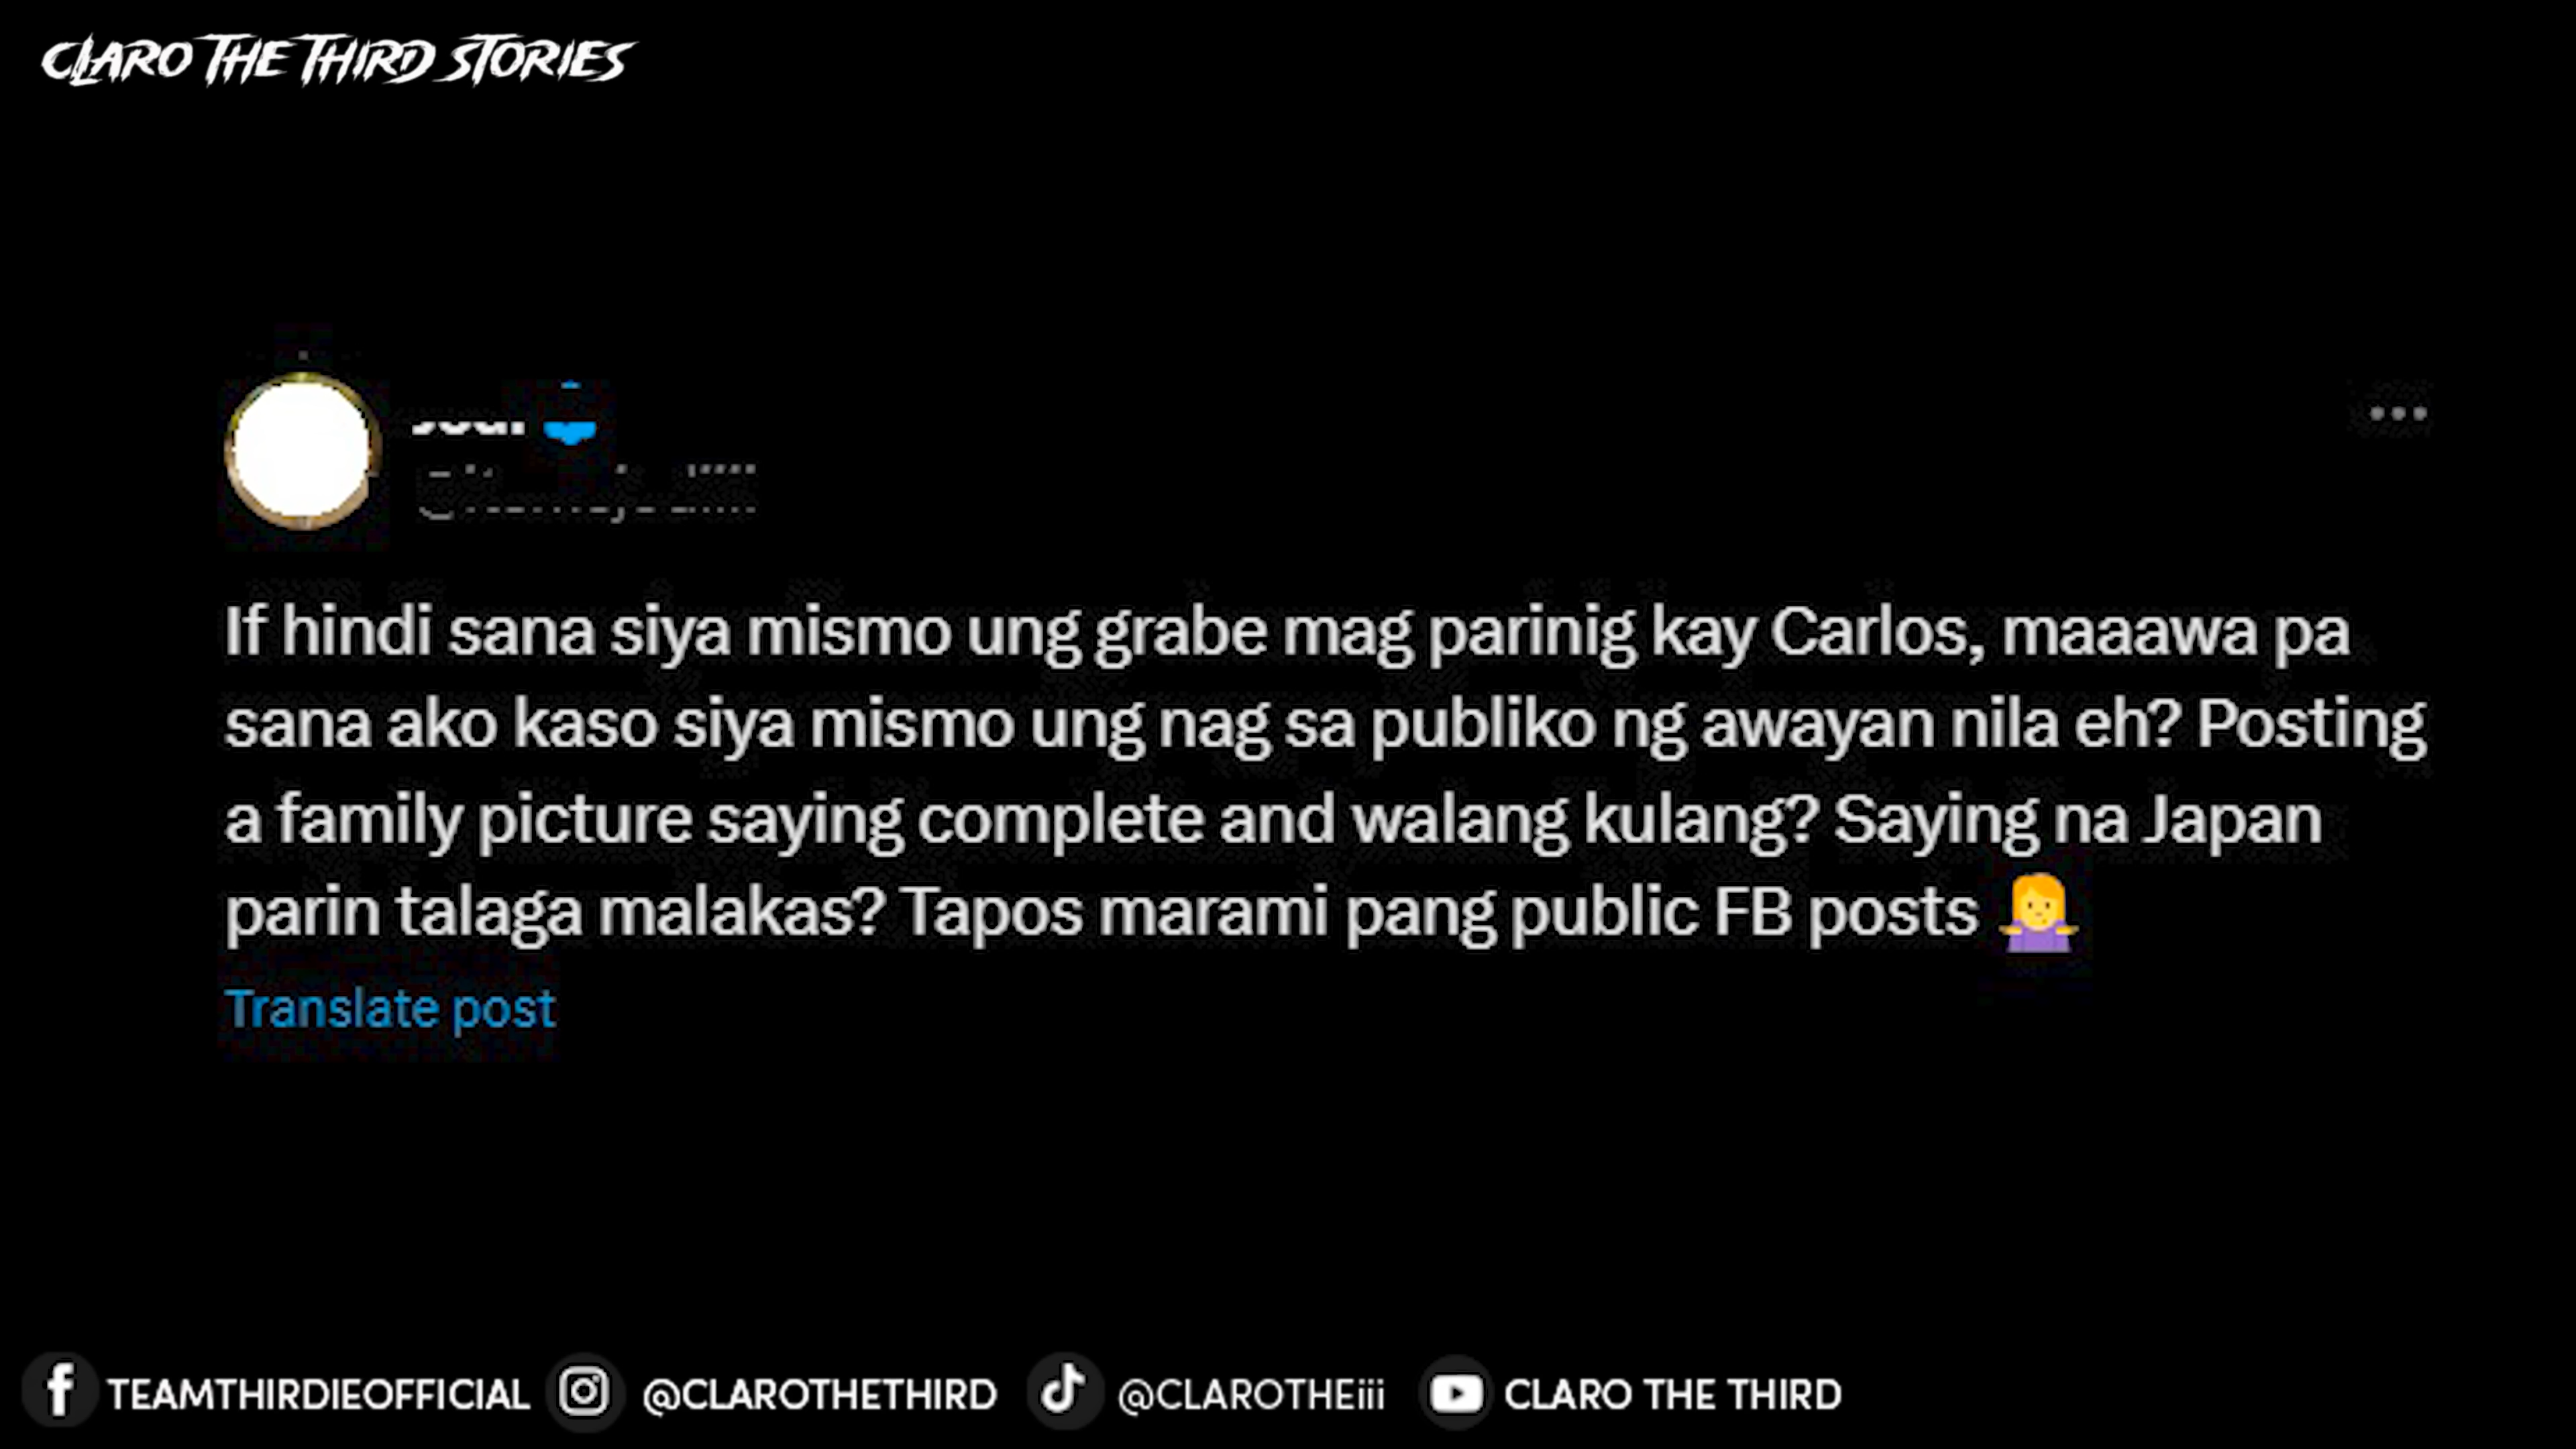 CLARO THE THIRD STORIES
If hindi sana siya mismo ung grabe mag parinig kay Carlos, maaawa pa
sana ako kaso siya mismo ung nag sa publiko ng awayan nila eh? Posting
a family picture saying complete and walang kulang? Saying na Japan
parin talaga malakas? Tapos marami pang public FB posts 🤷‍♀️
Translate post
TEAMTHIRDIEOFFICIAL @CLAROTHETHIRD @CLAROTHEiii CLARO THE THIRD